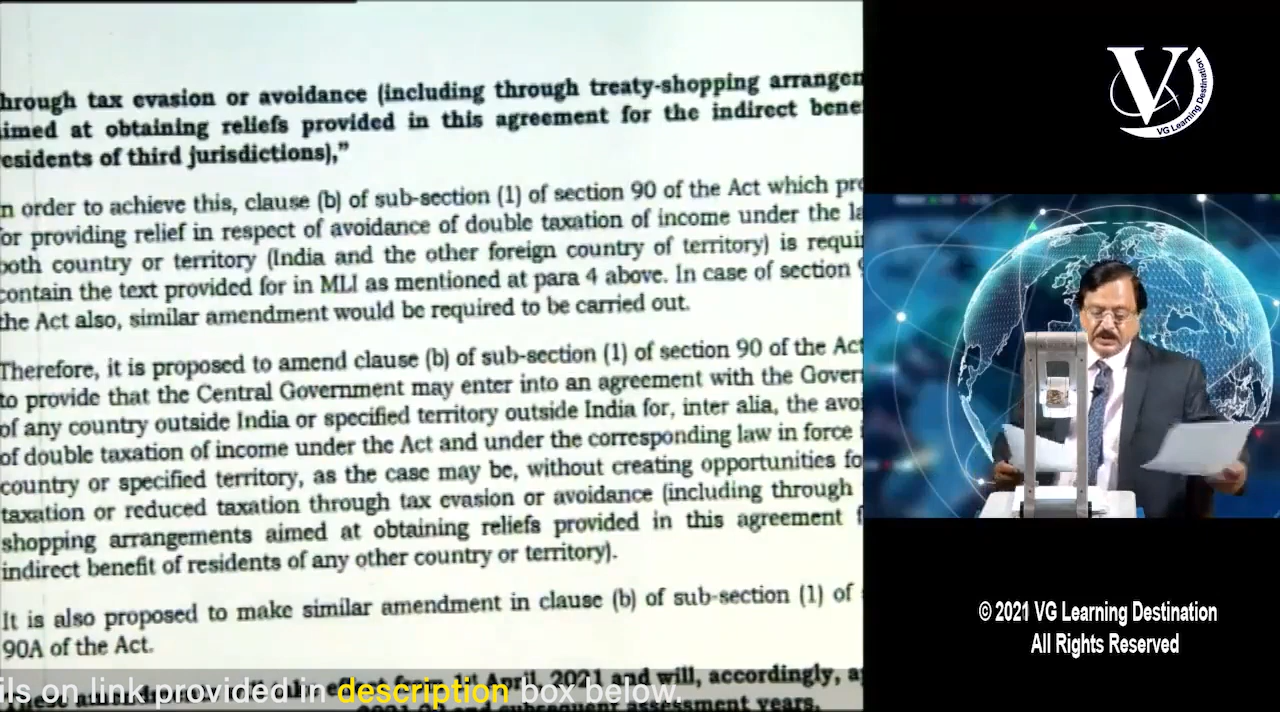 hrough tax evasion or avoidance (including through treaty-shopping arrangem
imed at obtaining reliefs provided in this agreement for the indirect bene
esidents of third jurisdictions),”
n order to achieve this, clause (b) of sub-section (1) of section 90 of the Act which pro
or providing relief in respect of avoidance of double taxation of income under the la
both country or territory (India and the other foreign country of territory) is requi
contain the text provided for in MLI as mentioned at para 4 above. In case of section 9
the Act also, similar amendment would be required to be carried out.
Therefore, it is proposed to amend clause (b) of sub-section (1) of section 90 of the Act
to provide that the Central Government may enter into an agreement with the Govern
of any country outside India or specified territory outside India for, inter alia, the avo
of double taxation of income under the Act and under the corresponding law in force i
country or specified territory, as the case may be, without creating opportunities fo
taxation or reduced taxation through tax evasion or avoidance (including through
shopping arrangements aimed at obtaining reliefs provided in this agreement f
indirect benefit of residents of any other country or territory).
It is also proposed to make similar amendment in clause (b) of sub-section (1) of
90A of the Act.
April, 2021 and will, accordingly, a
subsequent assessment years.
ils on link provided in description box below.
V
VG Learning Destination
© 2021 VG Learning Destination
All Rights Reserved